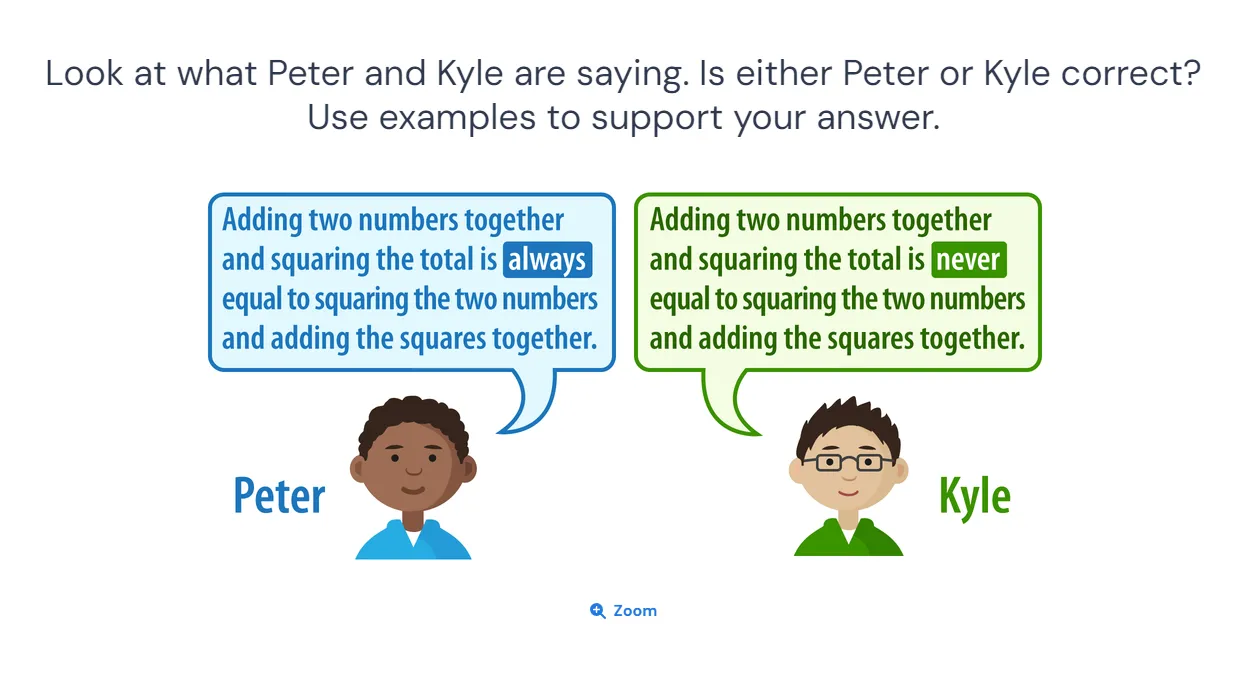 Look at what Peter and Kyle are saying. Is either Peter or Kyle correct?
Use examples to support your answer.
Adding two numbers together
and squaring the total is always
equal to squaring the two numbers
and adding the squares together.
Adding two numbers together
and squaring the total is never
equal to squaring the two numbers
and adding the squares together.
Peter
Kyle
Zoom